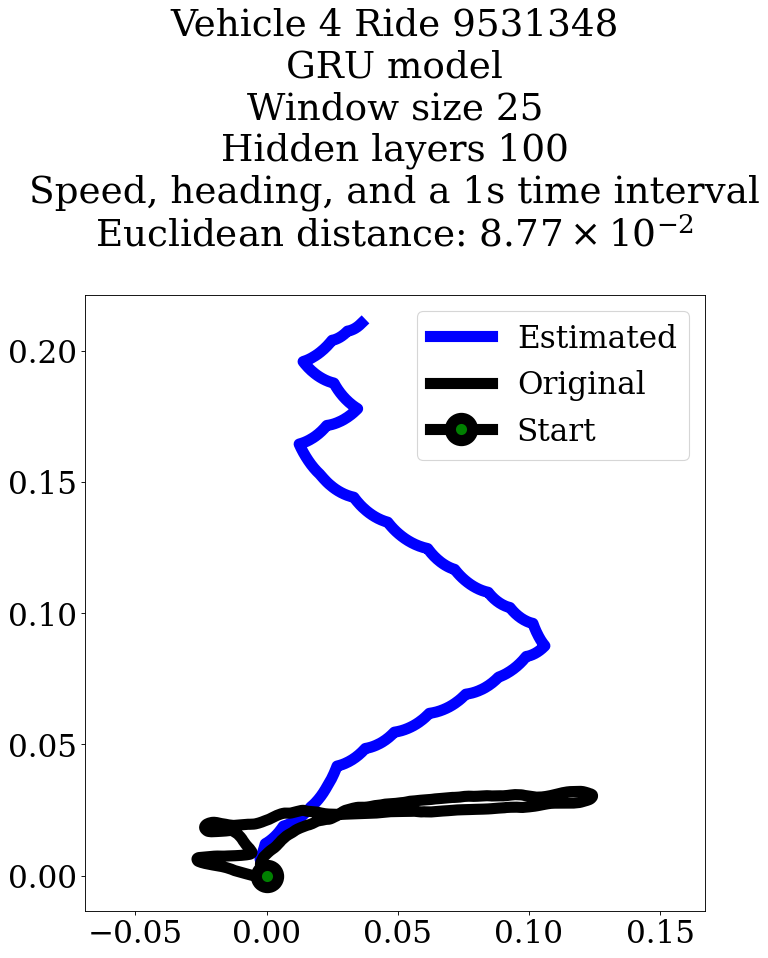 Vehicle 4 Ride 9531348
GRU model
Window size 25
Hidden layers 100
Speed, heading, and a 1s time interval
Euclidean distance: 8.77 × 10⁻²
Estimated
Original
Start
0.20
0.15
0.10
0.05
0.00
−0.05 0.00 0.05 0.10 0.15